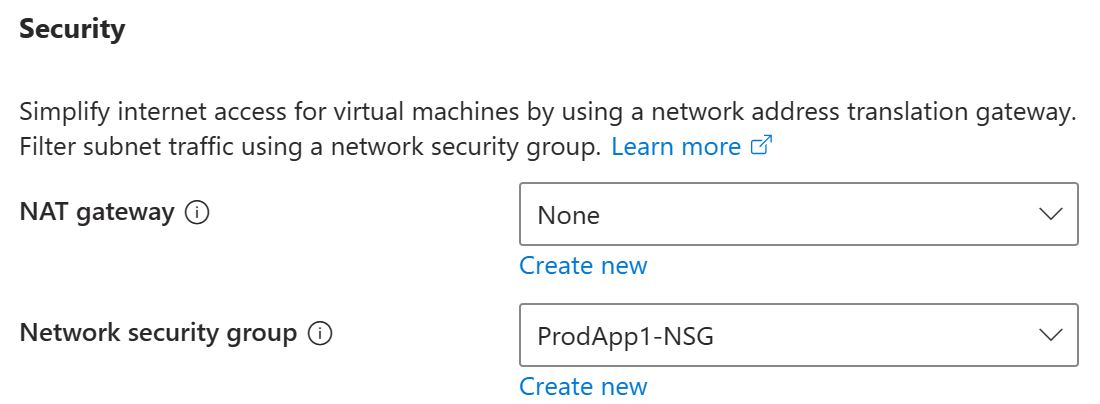 Security
Simplify internet access for virtual machines by using a network address translation gateway.
Filter subnet traffic using a network security group. Learn more
NAT gateway
None
Create new
Network security group
ProdApp1-NSG
Create new